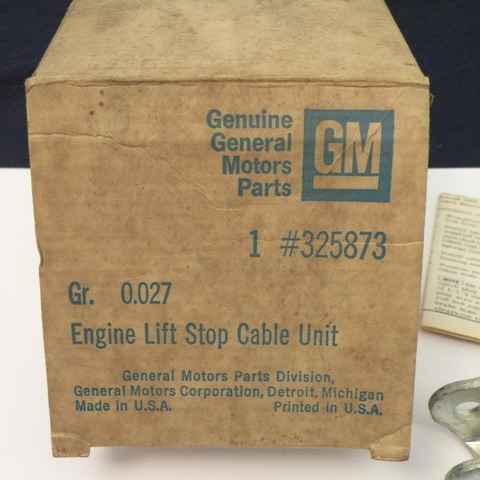 Genuine
General
Motors
Parts
GM
1 #325873
Gr. 0.027
Engine Lift Stop Cable Unit
General Motors Parts Division,
General Motors Corporation, Detroit, Michigan
Made in U.S.A. Printed in U.S.A.